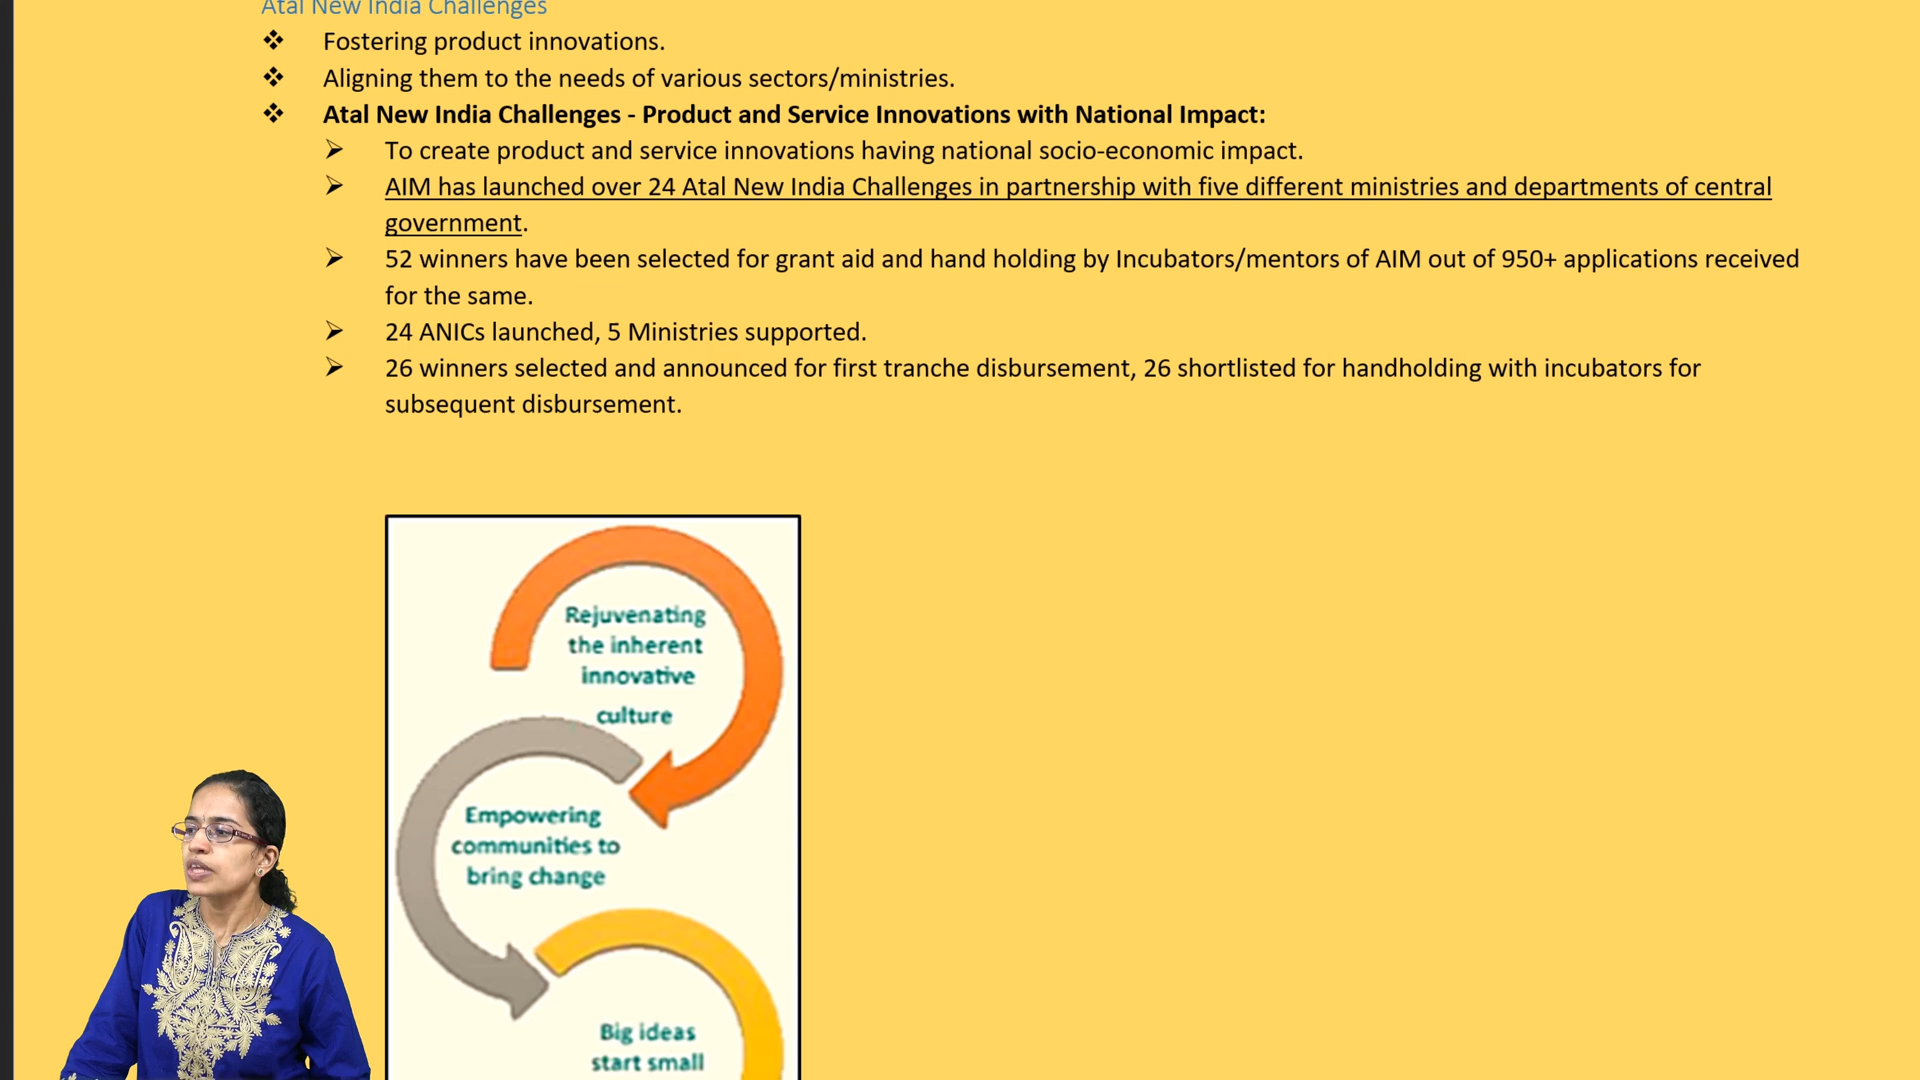 Atal New India Challenges
❖ Fostering product innovations.
❖ Aligning them to the needs of various sectors/ministries.
❖ Atal New India Challenges - Product and Service Innovations with National Impact:
➢ To create product and service innovations having national socio-economic impact.
➢ AIM has launched over 24 Atal New India Challenges in partnership with five different ministries and departments of central
government.
➢ 52 winners have been selected for grant aid and hand holding by Incubators/mentors of AIM out of 950+ applications received
for the same.
➢ 24 ANICs launched, 5 Ministries supported.
➢ 26 winners selected and announced for first tranche disbursement, 26 shortlisted for handholding with incubators for
subsequent disbursement.
Rejuvenating
the inherent
innovative
culture
Empowering
communities to
bring change
Big ideas
start small